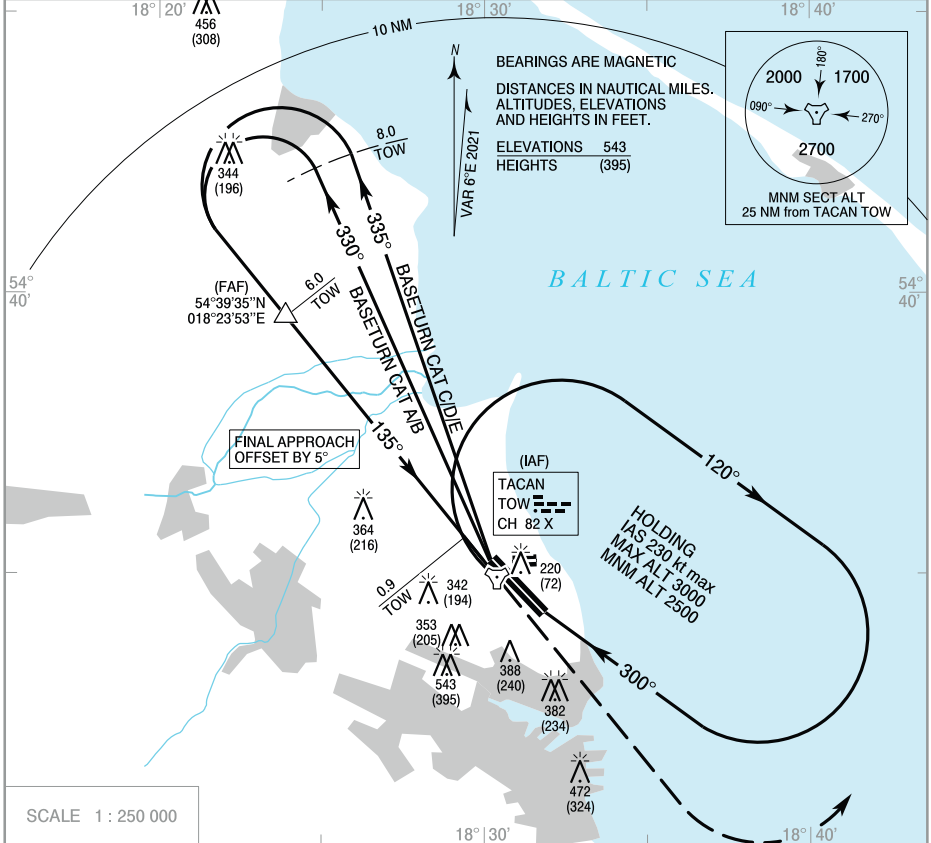 18° 20'
18° 30'
18° 40'
456
(308)
10 NM
N
VAR 6°E 2021
BEARINGS ARE MAGNETIC
DISTANCES IN NAUTICAL MILES.
ALTITUDES, ELEVATIONS
AND HEIGHTS IN FEET.
ELEVATIONS 543
HEIGHTS (395)
180°
2000 1700
090° 270°
2700
MNM SECT ALT
25 NM from TACAN TOW
344
(196)
8.0
TOW
330°
335°
BASETURN CAT A/B
BASETURN CAT C/D/E
54°
40'
(FAF)
54°39'35"N
018°23'53"E
6.0
TOW
BALTIC SEA
54°
40'
135°
FINAL APPROACH
OFFSET BY 5°
120°
(IAF)
TACAN
TOW
CH 82 X
HOLDING
IAS 230 kt max
MAX ALT 3000
MNM ALT 2500
364
(216)
220
(72)
0.9
TOW
342
(194)
353
(205)
543
(395)
388
(240)
382
(234)
300°
472
(324)
SCALE 1 : 250 000
18° 30'
18° 40'